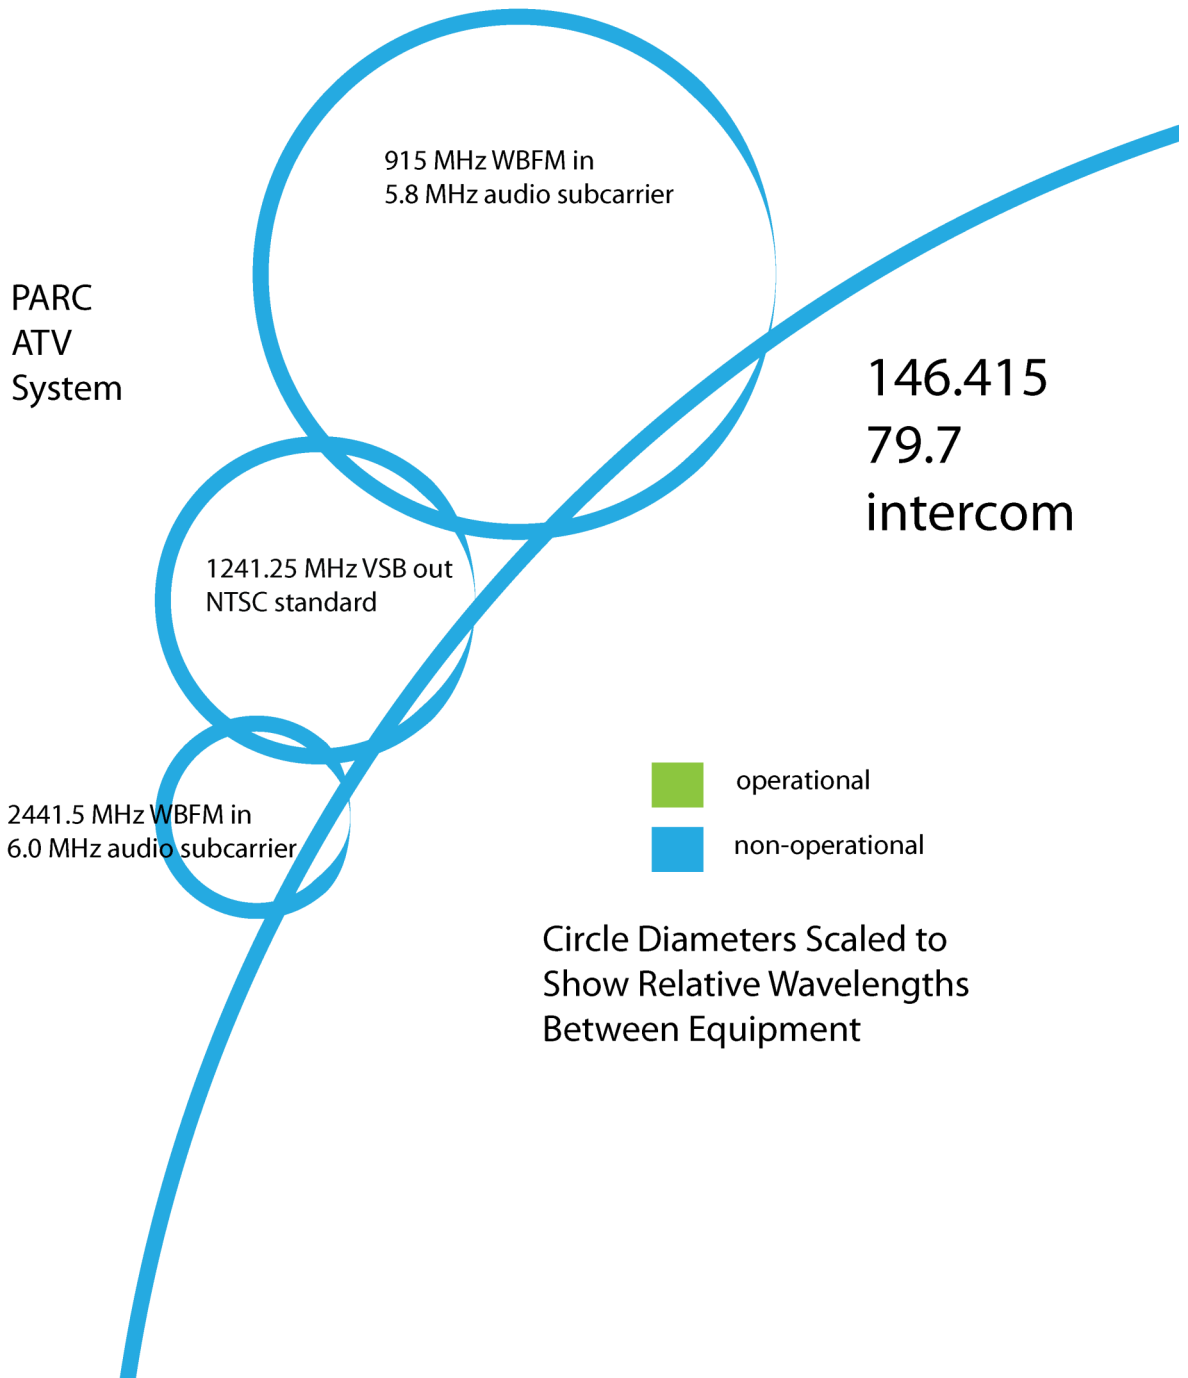 915 MHz WBFM in
5.8 MHz audio subcarrier
PARC
ATV
System
146.415
79.7
intercom
1241.25 MHz VSB out
NTSC standard
2441.5 MHz WBFM in
6.0 MHz audio subcarrier
operational
non-operational
Circle Diameters Scaled to
Show Relative Wavelengths
Between Equipment